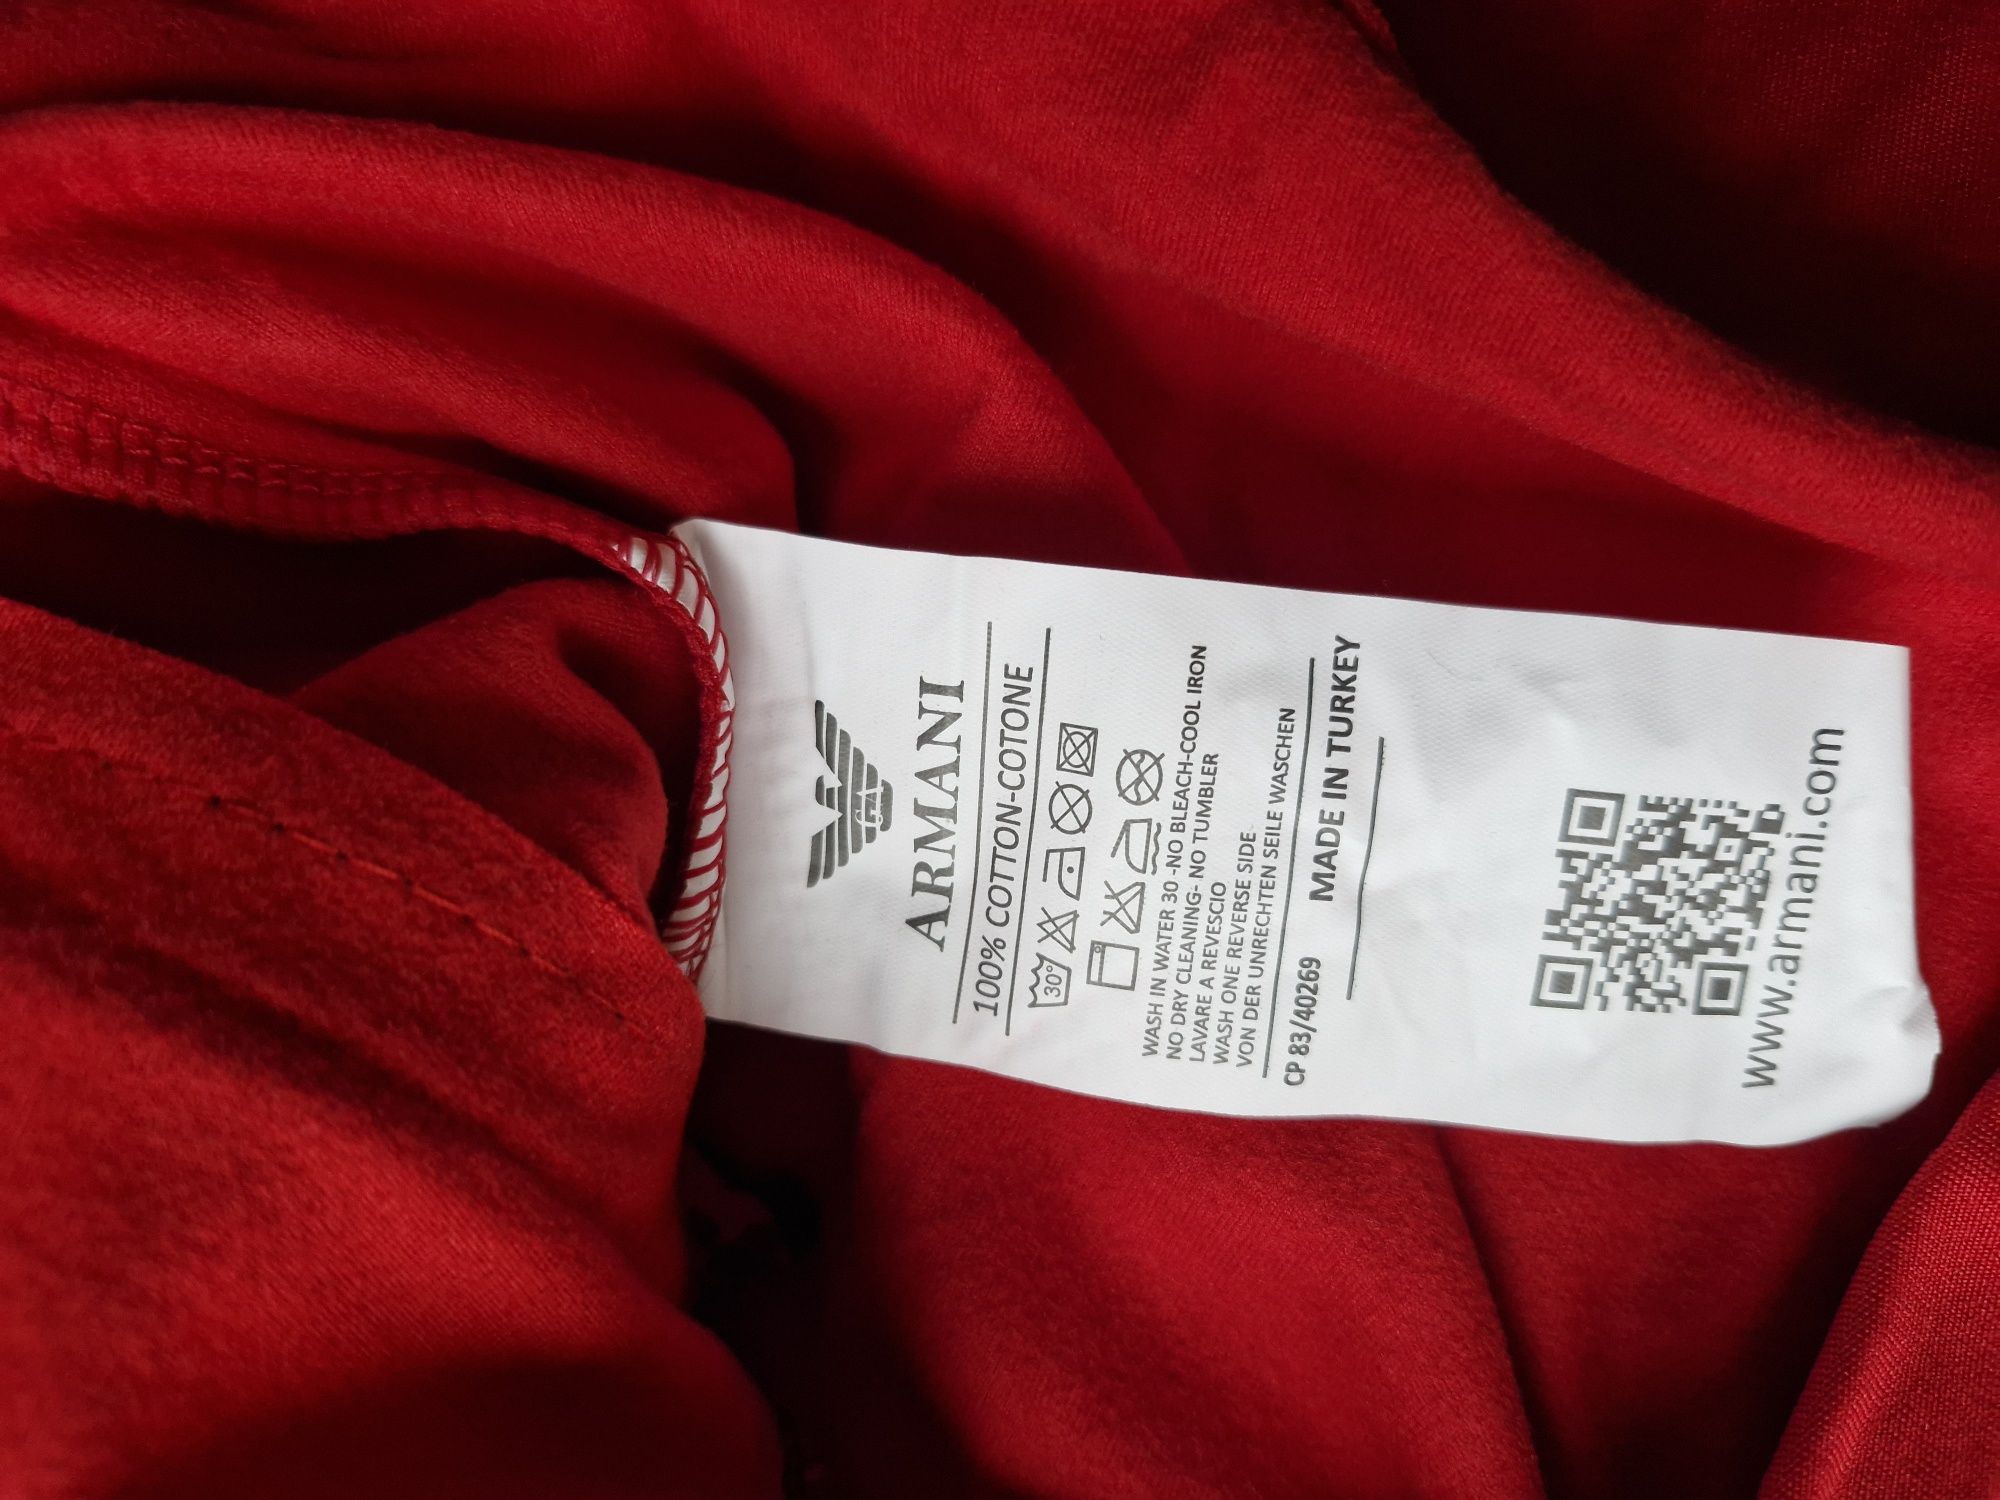 GA
ARMANI
100% COTTON-COTONE
30°
WASH IN WATER 30 -NO BLEACH-COOL IRON
NO DRY CLEANING- NO TUMBLER
LAVARE A REVESCIO
WASH ONE REVERSE SIDE
VON DER UNRECHTEN SEILE WASCHEN
CP 83/40269
MADE IN TURKEY
www.armani.com